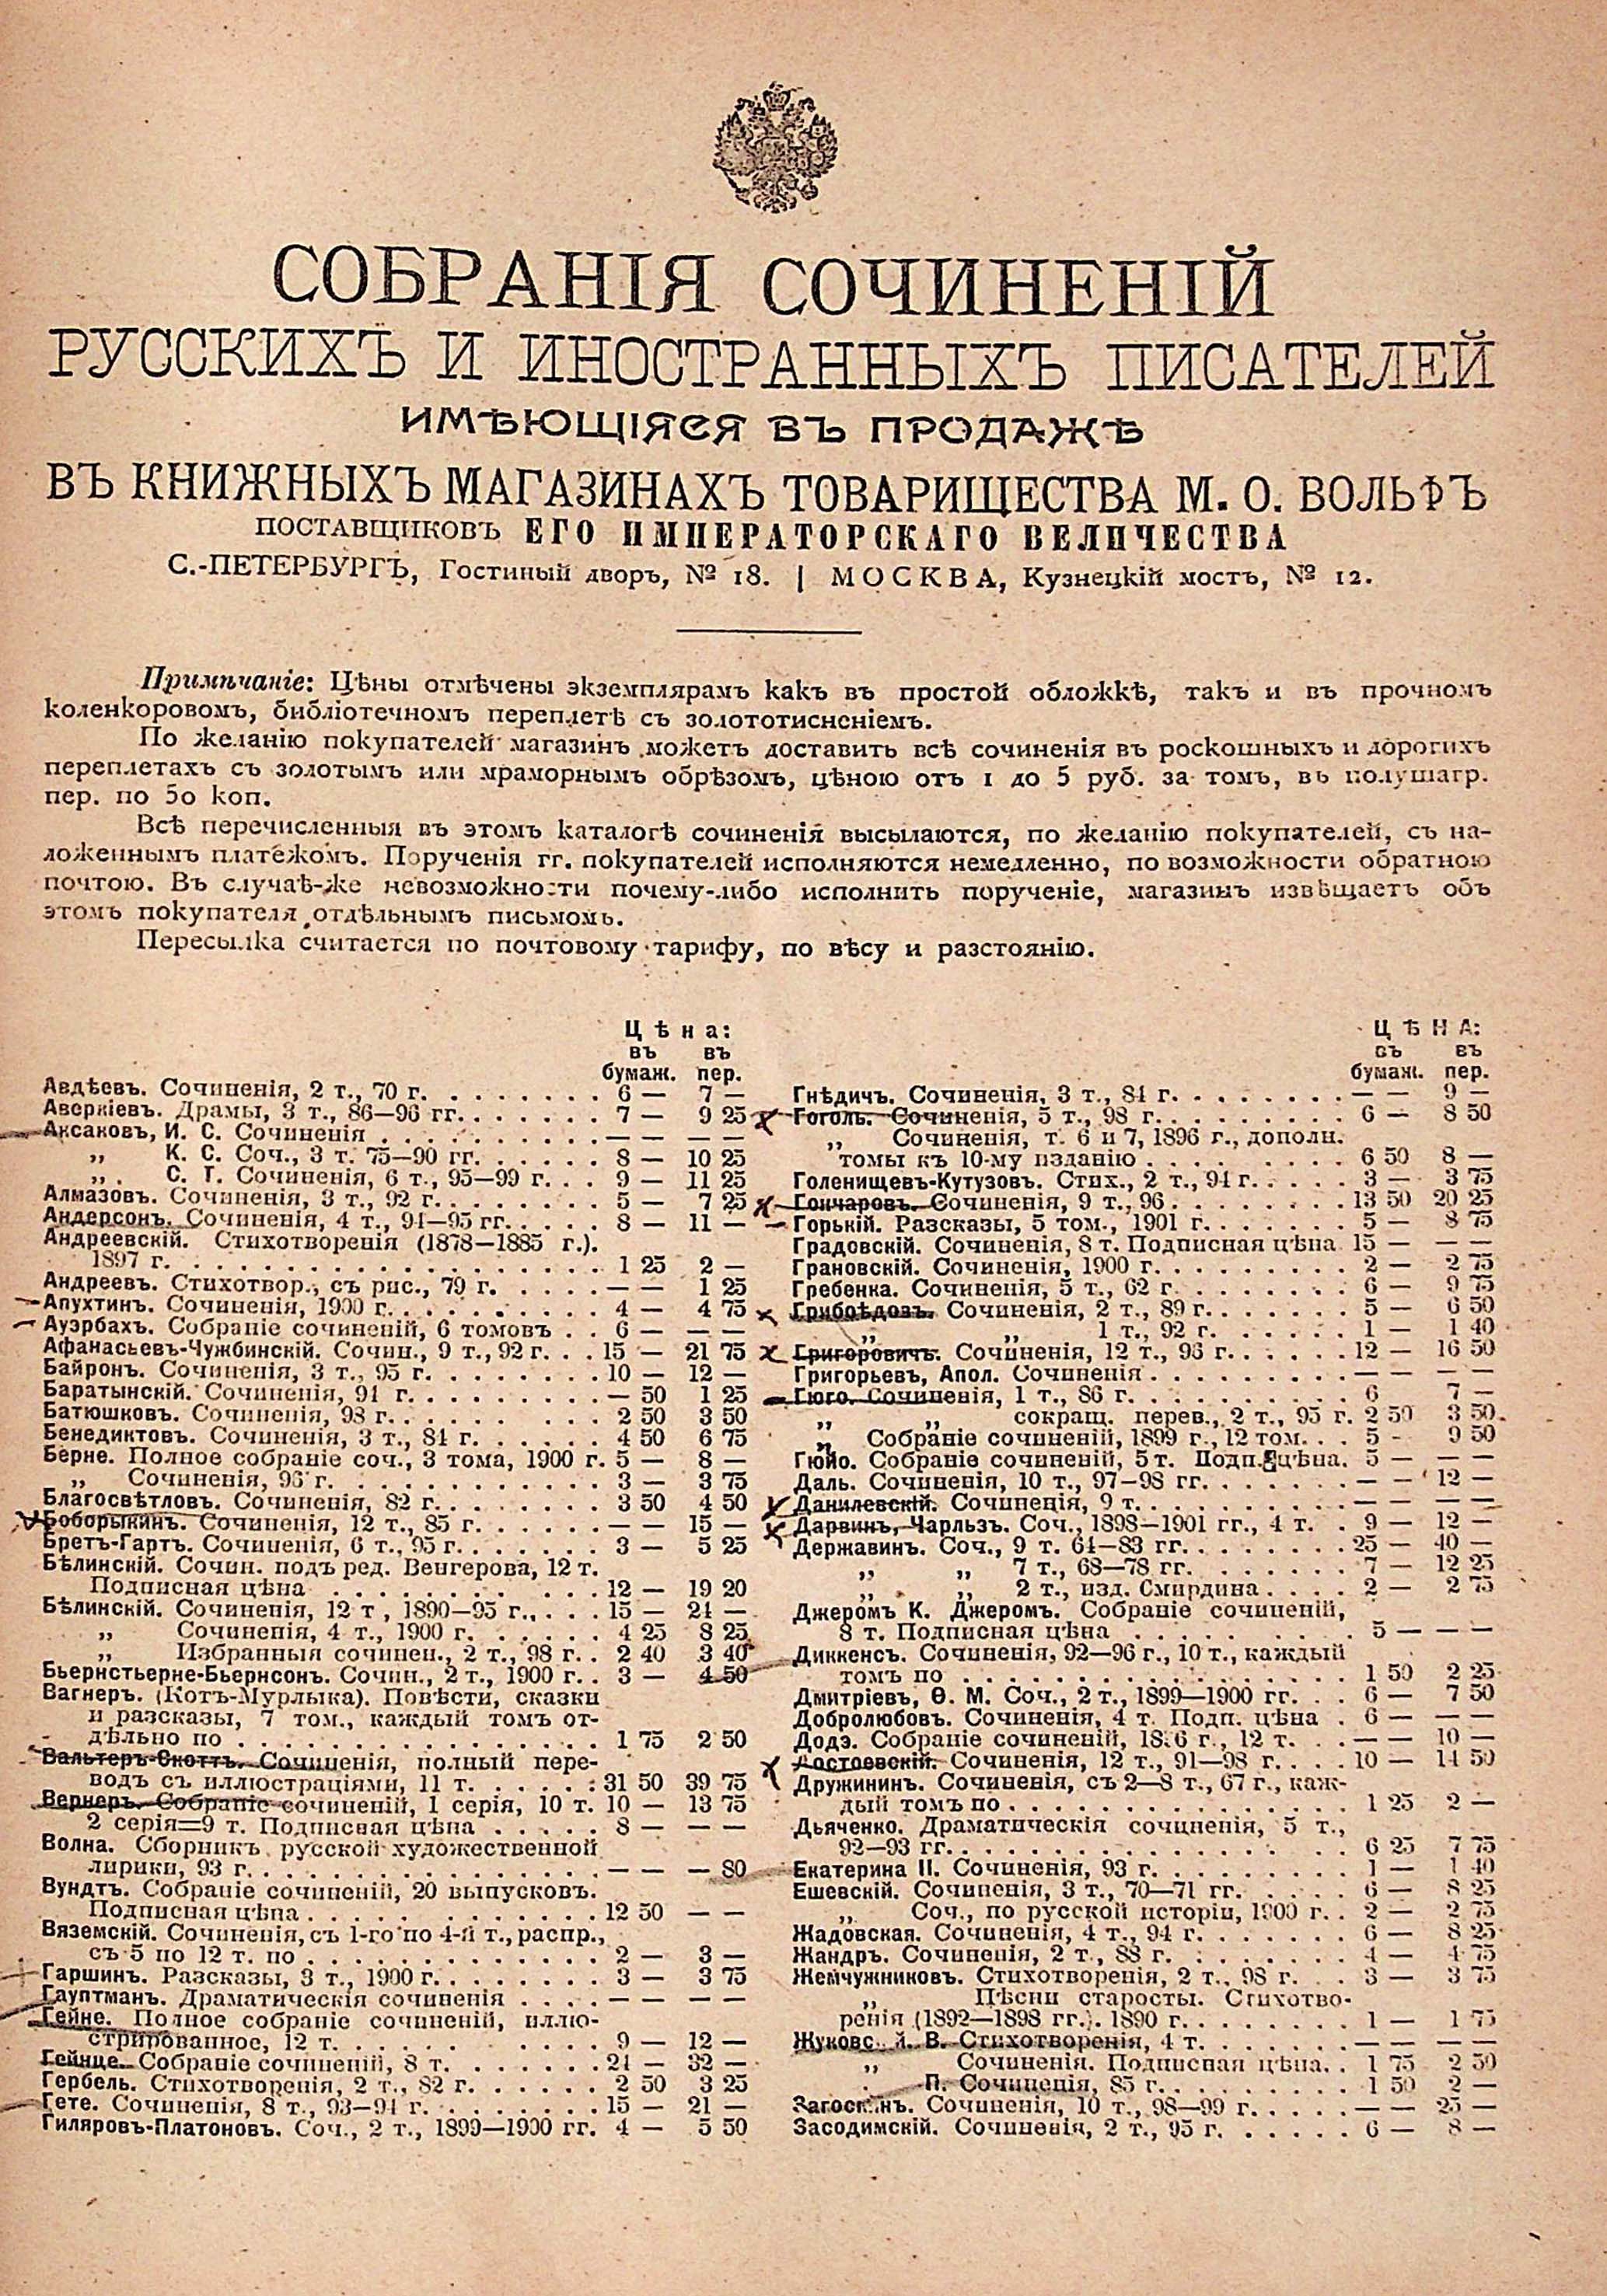 СОБРАНІЯ СОЧИНЕНІЙ
РУССКИХЪ И ИНОСТРАННЫХЪ ПИСАТЕЛЕЙ
ИМѢЮЩІЯСЯ ВЪ ПРОДАЖѢ
ВЪ КНИЖНЫХЪ МАГАЗИНАХЪ ТОВАРИЩЕСТВА М. О. ВОЛЬФЪ
ПОСТАВЩИКОВЪ ЕГО ИМПЕРАТОРСКАГО ВЕЛИЧЕСТВА
С.-ПЕТЕРБУРГЪ, Гостиный дворъ, № 18. | МОСКВА, Кузнецкій мостъ, № 12.
Примѣчаніе: Цѣны отмѣчены экземплярамъ какъ въ простой обложкѣ, такъ и въ прочномъ
коленкоровомъ, библіотечномъ переплетѣ съ золототисненіемъ.
По желанію покупателей магазинъ можетъ доставить всѣ сочиненія въ роскошныхъ и дорогихъ
переплетахъ съ золотымъ или мраморнымъ обрѣзомъ, цѣною отъ 1 до 5 руб. за томъ, въ полушагр.
пер. по 50 коп.
Всѣ перечисленныя въ этомъ каталогѣ сочиненія высылаются, по желанію покупателей, съ на-
ложеннымъ платежомъ. Порученія гг. покупателей исполняются немедленно, по возможности обратною
почтою. Въ случаѣ-же невозможности почему-либо исполнить порученіе, магазинъ извѣщаетъ объ
этомъ покупателя отдѣльнымъ письмомъ.
Пересылка считается по почтовому тарифу, по вѣсу и разстоянію.
Цѣна:
въ въ
бумаж. пер.
Авдѣевъ. Сочиненія, 2 т., 70 г. . . . . . . . 6 — 7 —
Аверкіевъ. Драмы, 3 т., 86—96 гг. . . . . . . 7 — 9 25
Аксаковъ, И. С. Сочиненія . . . . . . . . . . — — — —
„ К. С. Соч., 3 т. 75—90 гг. . . . . . . 8 — 10 25
„ С. Т. Сочиненія, 6 т., 95—99 г. . . 9 — 11 25
Алмазовъ. Сочиненія, 3 т., 92 г. . . . . . . . 5 — 7 25
Андерсонъ. Сочиненія, 4 т., 94—95 гг. . . . . 8 — 11 —
Андреевскій. Стихотворенія (1878—1885 г.).
1897 г. . . . . . . . . . . . . . . . . . 1 25 2 —
Андреевъ. Стихотвор., съ рис., 79 г. . . . . . — — 1 25
Апухтинъ. Сочиненія, 1900 г. . . . . . . . . . 4 — 4 75
Ауэрбахъ. Собраніе сочиненій, 6 томовъ . . 6 — — —
Афанасьевъ-Чужбинскій. Сочин., 9 т., 92 г. . . 15 — 21 75
Байронъ. Сочиненія, 3 т., 95 г. . . . . . . . 10 — 12 —
Баратынскій. Сочиненія, 94 г. . . . . . . . . — 50 1 25
Батюшковъ. Сочиненія, 98 г. . . . . . . . . 2 50 3 50
Бенедиктовъ. Сочиненія, 3 т., 84 г. . . . . . 4 50 6 75
Берне. Полное собраніе соч., 3 тома, 1900 г. 5 — 8 —
„ Сочиненія, 96 г. . . . . . . . . . . . 3 — 3 75
Благосвѣтловъ. Сочиненія, 82 г. . . . . . . . 3 50 4 50
Боборыкинъ. Сочиненія, 12 т., 85 г. . . . . . — — 15 —
Бретъ-Гартъ. Сочиненія, 6 т., 95 г. . . . . . . 3 — 5 25
Бѣлинскій. Сочин. подъ ред. Венгерова, 12 т.
Подписная цѣна . . . . . . . . . . . . 12 — 19 20
Бѣлинскій. Сочиненія, 12 т., 1890—95 г. . . . 15 — 24 —
„ Сочиненія, 4 т., 1900 г. . . . . . . 4 25 8 25
„ Избранныя сочинен., 2 т., 98 г. . . 2 40 3 40
Бьернстьерне-Бьернсонъ. Сочин., 2 т., 1900 г. . 3 — 4 50
Вагнеръ. (Котъ-Мурлыка). Повѣсти, сказки
и разсказы, 7 том., каждый томъ от-
дѣльно по . . . . . . . . . . . . . . . 1 75 2 50
Вальтеръ-Скоттъ. Сочиненія, полный пере-
водъ съ иллюстраціями, 11 т. . . . . . 31 50 39 75
Вернеръ. Собраніе сочиненій, 1 серія, 10 т. 10 — 13 75
2 серія=9 т. Подписная цѣна . . . . . 8 — — —
Волна. Сборникъ русской художественной
лирики, 93 г. . . . . . . . . . . . . . . — — — 80
Вундтъ. Собраніе сочиненій, 20 выпусковъ.
Подписная цѣна . . . . . . . . . . . . . 12 50 — —
Вяземскій. Сочиненія, съ 1-го по 4-й т., распр.,
съ 5 по 12 т. по . . . . . . . . . . . . . 2 — 3 —
Гаршинъ. Разсказы, 3 т., 1900 г. . . . . . . . 3 — 3 75
Гауптманъ. Драматическія сочиненія . . . . — — — —
Гейне. Полное собраніе сочиненій, иллю-
стрированное, 12 т. . . . . . . . . . . 9 — 12 —
Гейнце. Собраніе сочиненій, 8 т. . . . . . . 24 — 32 —
Гербель. Стихотворенія, 2 т., 82 г. . . . . . 2 50 3 25
Гете. Сочиненія, 8 т., 93—94 г. . . . . . . . 15 — 21 —
Гиляровъ-Платоновъ. Соч., 2 т., 1899—1900 гг. 4 — 5 50
ЦѢНА:
въ въ
бумаж. пер.
Гнѣдичъ. Сочиненія, 3 т., 84 г. . . . . . . . — — 9 —
Гоголь. Сочиненія, 5 т., 98 г. . . . . . . . . 6 — 8 50
„ Сочиненія, т. 6 и 7, 1896 г., дополн.
томы къ 10-му изданію . . . . . . . . . 6 50 8 —
Голенищевъ-Кутузовъ. Стих., 2 т., 94 г. . . . . 3 — 3 75
Гончаровъ. Сочиненія, 9 т., 96 . . . . . . . . 13 50 20 25
Горькій. Разсказы, 5 том., 1901 г. . . . . . . 5 — 8 75
Градовскій. Сочиненія, 8 т. Подписная цѣна 15 — — —
Грановскій. Сочиненія, 1900 г. . . . . . . . . 2 — 2 75
Гребенка. Сочиненія, 5 т., 62 г. . . . . . . . 6 — 9 75
Грибоѣдовъ. Сочиненія, 2 т., 89 г. . . . . . . 5 — 6 50
„ „ 1 т., 92 г. . . . . . 1 — 1 40
Григоровичъ. Сочиненія, 12 т., 96 г. . . . . . 12 — 16 50
Григорьевъ, Апол. Сочиненія . . . . . . . . . — — — —
Гюго. Сочиненія, 1 т., 86 г. . . . . . . . . . 6 7 —
„ „ сокращ. перев., 2 т., 95 г. 2 50 3 50
„ Собраніе сочиненій, 1899 г., 12 том. . . 5 - 9 50
Гюйо. Собраніе сочиненій, 5 т. Подп. цѣна. 5 — — —
Даль. Сочиненія, 10 т., 97—98 гг. . . . . . . — — 12 —
Данилевскій. Сочиненія, 9 т. . . . . . . . . . — — — —
Дарвинъ, Чарльзъ. Соч., 1898—1901 гг., 4 т. . 9 — 12 —
Державинъ. Соч., 9 т. 64—83 гг. . . . . . . . 25 — 40 —
„ „ 7 т., 68—78 гг. . . . . . . . 7 — 12 25
„ „ 2 т., изд. Смирдина . . . . 2 — 2 75
Джеромъ К. Джеромъ. Собраніе сочиненій,
8 т. Подписная цѣна . . . . . . . . . . 5 — — —
Диккенсъ. Сочиненія, 92—96 г., 10 т., каждый
томъ по . . . . . . . . . . . . . . . . 1 50 2 25
Дмитріевъ, Ѳ. М. Соч., 2 т., 1899—1900 гг. . . 6 — 7 50
Добролюбовъ. Сочиненія, 4 т. Подп. цѣна . 6 — — —
Додэ. Собраніе сочиненій, 1896 г., 12 т. . . . — — 10 —
Достоевскій. Сочиненія, 12 т., 91—98 г. . . . 10 — 14 50
Дружининъ. Сочиненія, съ 2—8 т., 67 г., каж-
дый томъ по . . . . . . . . . . . . . . . 1 25 2 —
Дьяченко. Драматическія сочиненія, 5 т.,
92—93 гг. . . . . . . . . . . . . . . . . 6 25 7 75
Екатерина II. Сочиненія, 93 г. . . . . . . . . 1 — 1 40
Ешевскій. Сочиненія, 3 т., 70—71 гг. . . . . 6 — 8 25
„ Соч., по русской исторіи, 1900 г. . 2 — 2 75
Жадовская. Сочиненія, 4 т., 94 г. . . . . . . 6 — 8 25
Жандръ. Сочиненія, 2 т., 88 г. . . . . . . . . 4 — 4 75
Жемчужниковъ. Стихотворенія, 2 т., 98 г. . . 3 — 3 75
„ Пѣсни старости. Стихотво-
ренія (1892—1898 гг.). 1890 г. . . . . . . 1 — 1 75
Жуковс й. В. Стихотворенія, 4 т. . . . . . . — — — —
„ Сочиненія. Подписная цѣна. . 1 75 2 50
П. Сочиненія, 85 г. . . . . . . . . 1 50 2 —
Загоскинъ. Сочиненія, 10 т., 98—99 г. . . . . — — 25 —
Засодимскій. Сочиненія, 2 т., 95 г. . . . . . 6 — 8 —